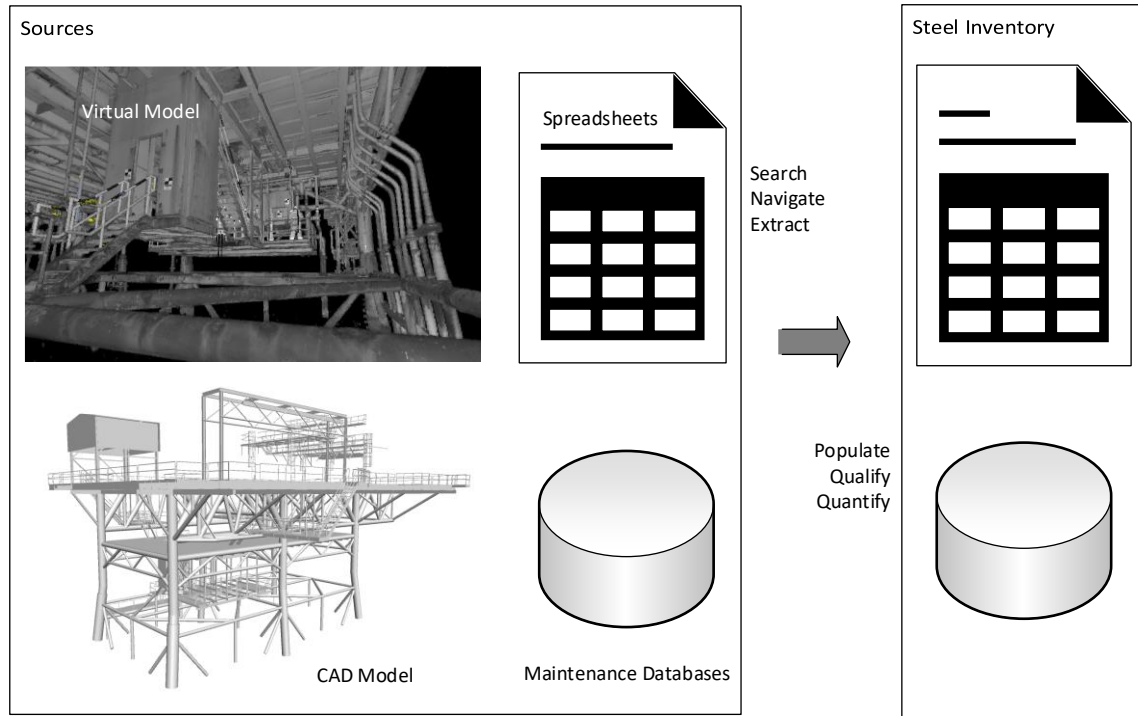 Sources
Virtual Model
Spreadsheets
CAD Model
Maintenance Databases
Search
Navigate
Extract
Populate
Qualify
Quantify
Steel Inventory